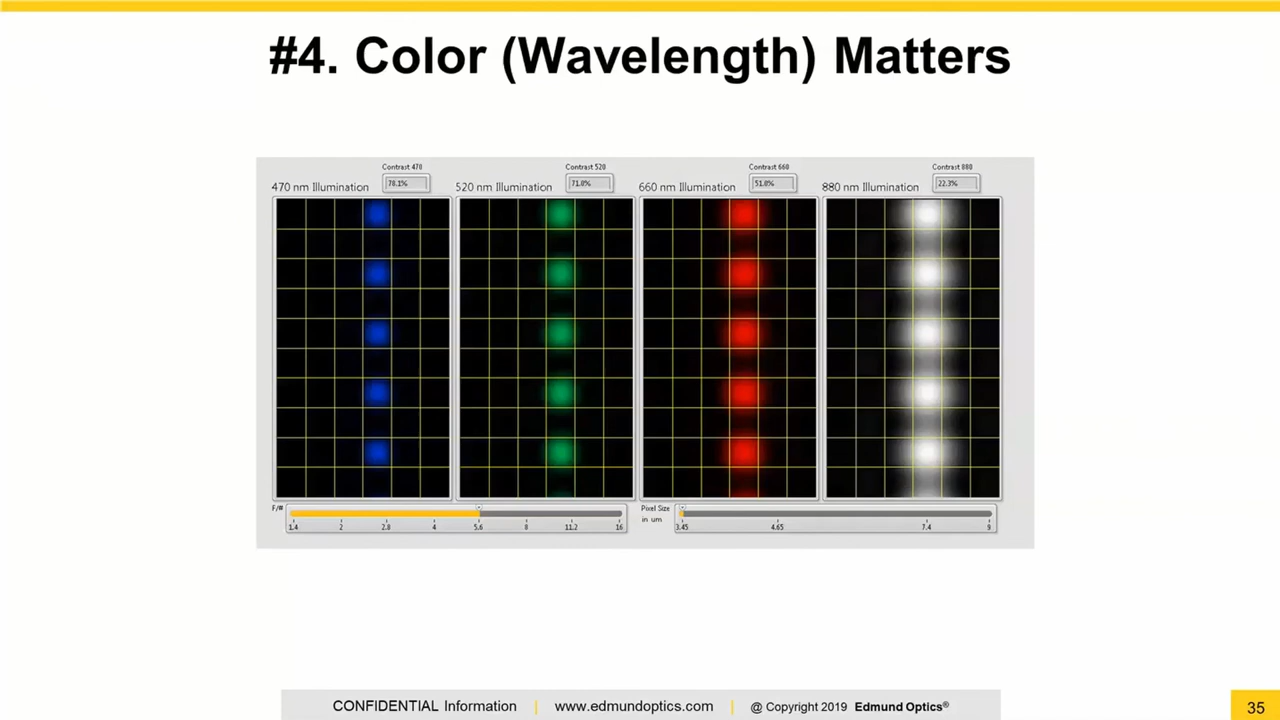 #4. Color (Wavelength) Matters
Contrast 470
Contrast 520
Contrast 660
Contrast 880
470 nm Illumination
78.1%
520 nm Illumination
71.8%
660 nm Illumination
51.8%
880 nm Illumination
22.3%
F/#
1.4 2 2.8 4 5.6 8 11.2 16
Pixel Size
in um
3.45 4.65 7.4 9
CONFIDENTIAL Information | www.edmundoptics.com | @ Copyright 2019 Edmund Optics®
35